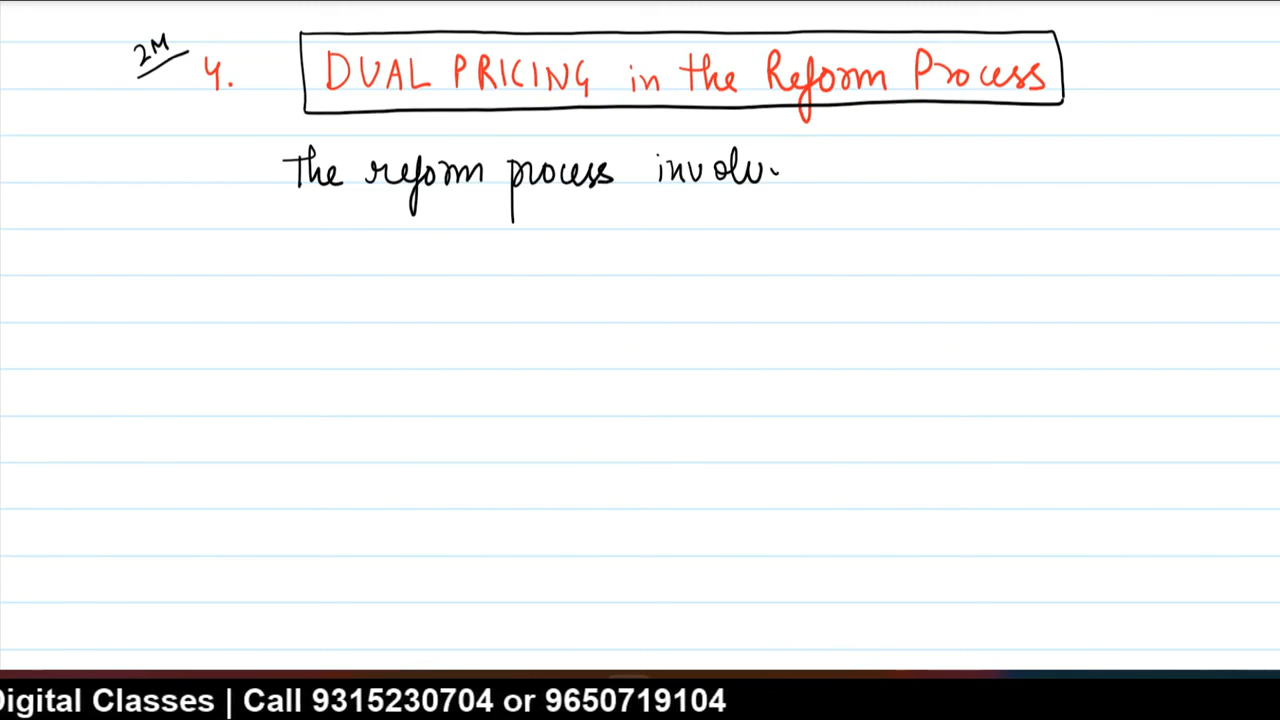 2M
4. DUAL PRICING in the Reform Process
The reform process involv
Digital Classes | Call 9315230704 or 9650719104